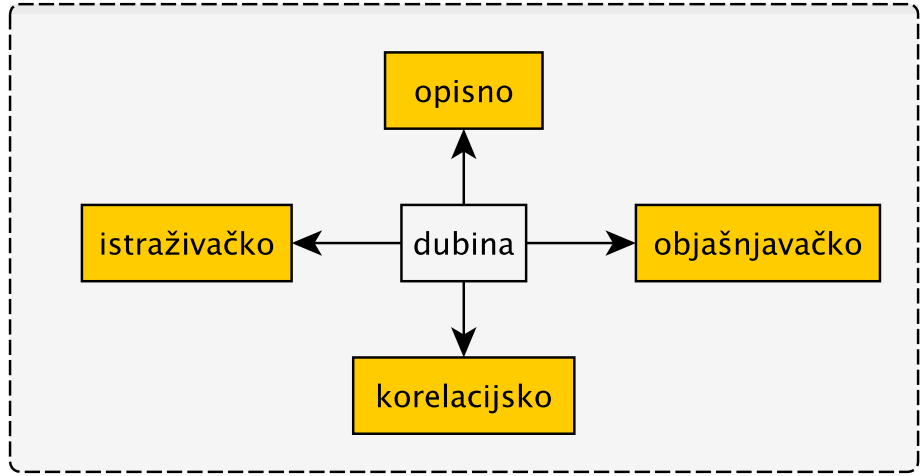 opisno
istraživačko
dubina
objašnjavačko
korelacijsko